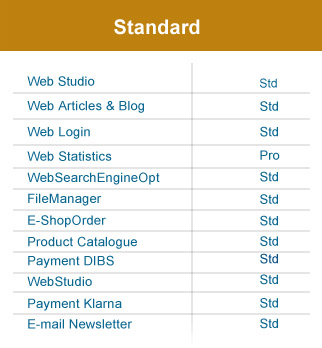 Standard
Web Studio Std
Web Articles & Blog Std
Web Login Std
Web Statistics Pro
WebSearchEngineOpt Std
FileManager Std
E-ShopOrder Std
Product Catalogue Std
Payment DIBS Std
WebStudio Std
Payment Klarna Std
E-mail Newsletter Std